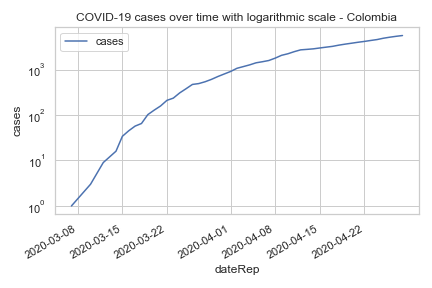 COVID-19 cases over time with logarithmic scale - Colombia
cases
cases
10³
10²
10¹
10⁰
2020-03-08
2020-03-15
2020-03-22
2020-04-01
2020-04-08
2020-04-15
2020-04-22
dateRep